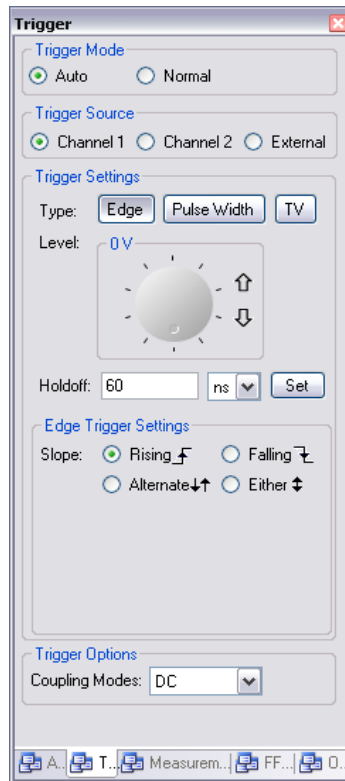 Trigger
Trigger Mode
Auto Normal
Trigger Source
Channel 1 Channel 2 External
Trigger Settings
Type: Edge Pulse Width TV
Level: 0 V
Holdoff: 60 ns Set
Edge Trigger Settings
Slope: Rising Falling
Alternate Either
Trigger Options
Coupling Modes: DC
A... T... Measurem... FF... O...